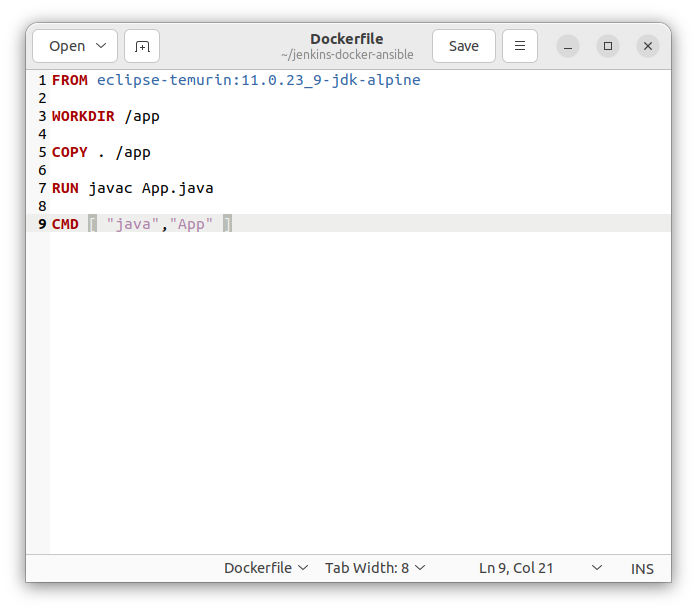 Open
Dockerfile
~/jenkins-docker-ansible
Save
1 FROM eclipse-temurin:11.0.23_9-jdk-alpine
2
3 WORKDIR /app
4
5 COPY . /app
6
7 RUN javac App.java
8
9 CMD [ "java","App" ]
Dockerfile Tab Width: 8 Ln 9, Col 21 INS